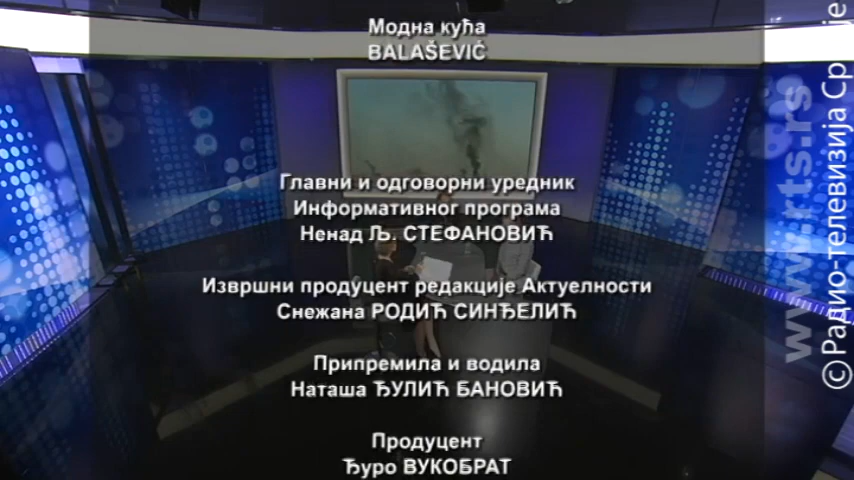 Модна кућа
BALAŠEVIĆ
Главни и одговорни уредник
Информативног програма
Ненад Љ. СТЕФАНОВИЋ
Извршни продуцент редакције Актуелности
Снежана РОДИЋ СИНЂЕЛИЋ
Припремила и водила
Наташа ЂУЛИЋ БАНОВИЋ
Продуцент
Ђуро ВУКОБРАТ
www.rts.rs
© Радио-телевизија Србије